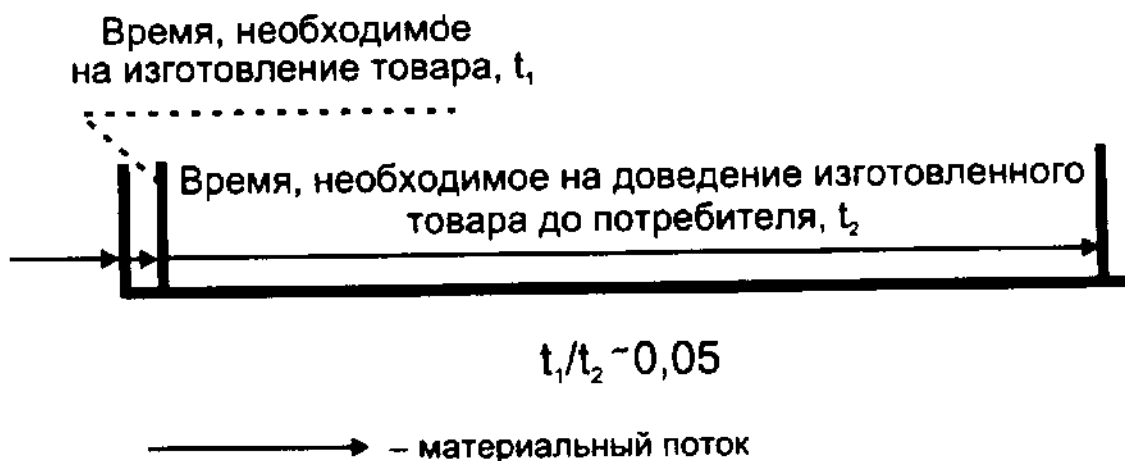 Время, необходимое
на изготовление товара, t₁
Время, необходимое на доведение изготовленного
товара до потребителя, t₂
t₁/t₂ ~0,05
– материальный поток